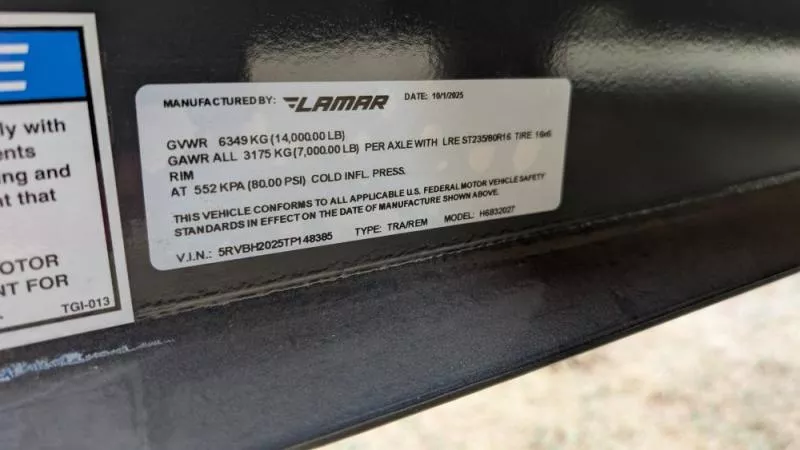 E
ly with
ents
ing and
nt that
OTOR
NT FOR
TGI-013
MANUFACTURED BY: LAMAR DATE: 10/1/2025
GVWR 6349 KG (14,000.00 LB)
GAWR ALL 3175 KG (7,000.00 LB) PER AXLE WITH LRE ST235/80R16 TIRE 16x6
RIM
AT 552 KPA (80.00 PSI) COLD INFL. PRESS.
THIS VEHICLE CONFORMS TO ALL APPLICABLE U.S. FEDERAL MOTOR VEHICLE SAFETY
STANDARDS IN EFFECT ON THE DATE OF MANUFACTURE SHOWN ABOVE.
V.I.N.: 5RVBH2025TP148385 TYPE: TRA/REM MODEL: H6832027